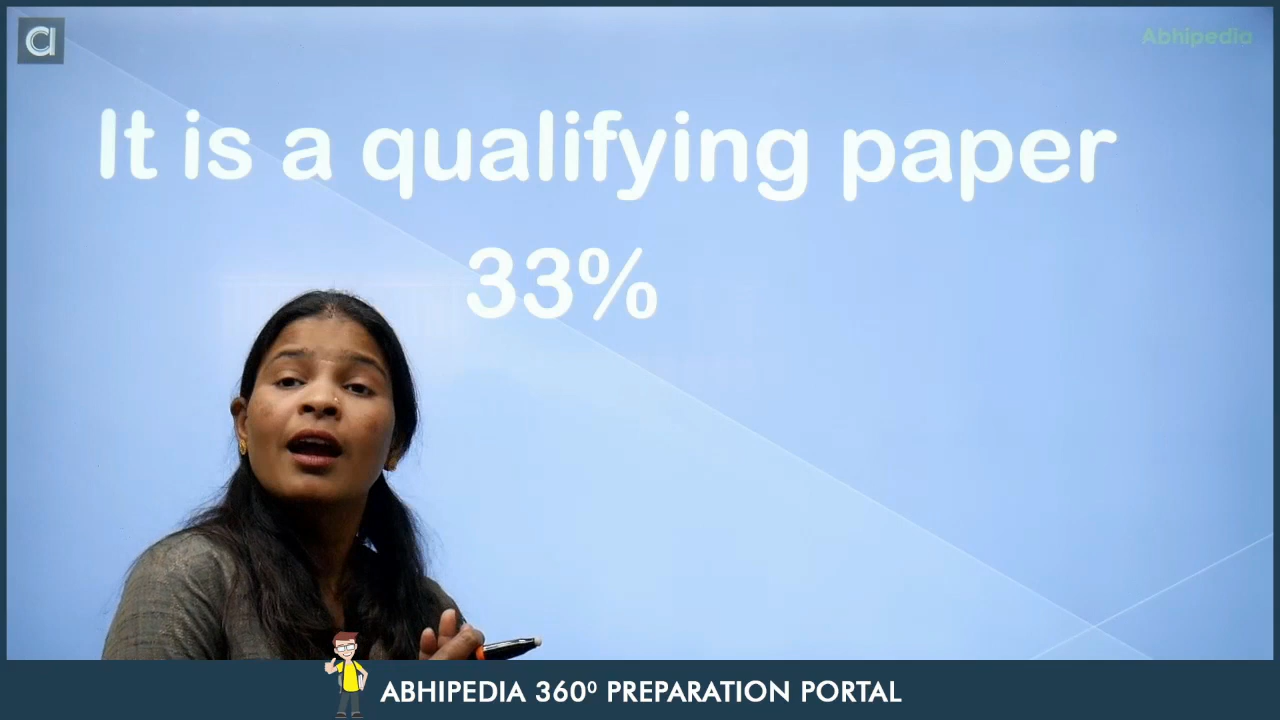 a
Abhipedia
It is a qualifying paper
33%
ABHIPEDIA 360⁰ PREPARATION PORTAL